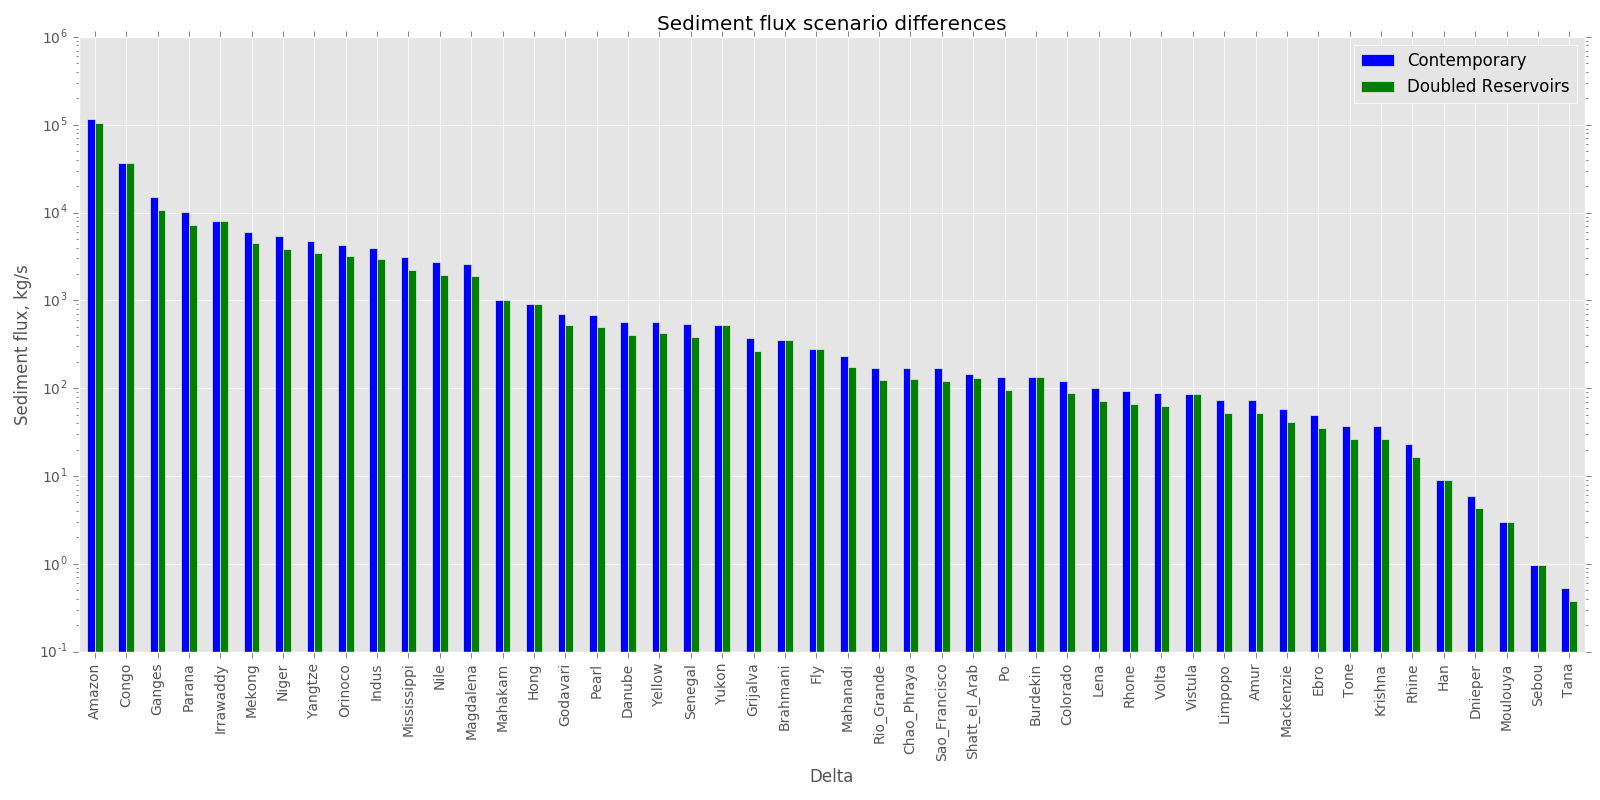 Sediment flux scenario differences
Contemporary
Doubled Reservoirs
Sediment flux, kg/s
10^6
10^5
10^4
10^3
10^2
10^1
10^0
10^-1
Amazon
Congo
Ganges
Parana
Irrawaddy
Mekong
Niger
Yangtze
Orinoco
Indus
Mississippi
Nile
Magdalena
Mahakam
Hong
Godavari
Pearl
Danube
Yellow
Senegal
Yukon
Grijalva
Brahmani
Fly
Mahanadi
Rio_Grande
Chao_Phraya
Sao_Francisco
Shatt_el_Arab
Po
Burdekin
Colorado
Lena
Rhone
Volta
Vistula
Limpopo
Amur
Mackenzie
Ebro
Tone
Krishna
Rhine
Han
Dnieper
Moulouya
Sebou
Tana
Delta